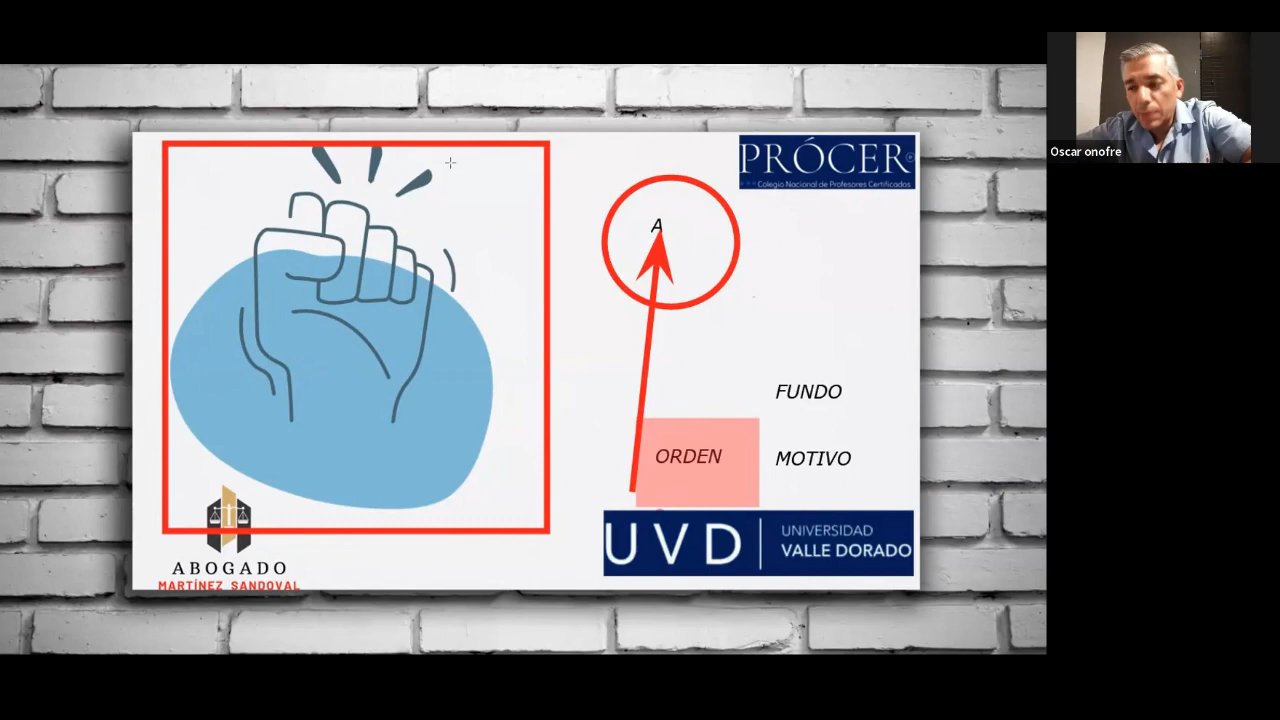 PRÓCER
Colegio Nacional de Profesores Certificados
Oscar onofre
A
FUNDO
ORDEN
MOTIVO
UVD
UNIVERSIDAD
VALLE DORADO
ABOGADO
MARTÍNEZ SANDOVAL